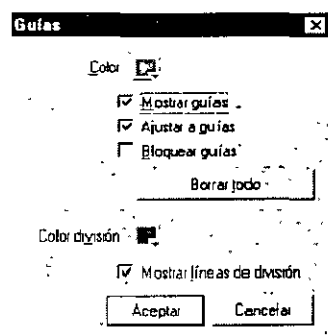 Guías
Color
Mostrar guías
Ajustar a guías
Bloquear guías
Borrar todo
Color división
Mostrar líneas de división
Aceptar
Cancelar